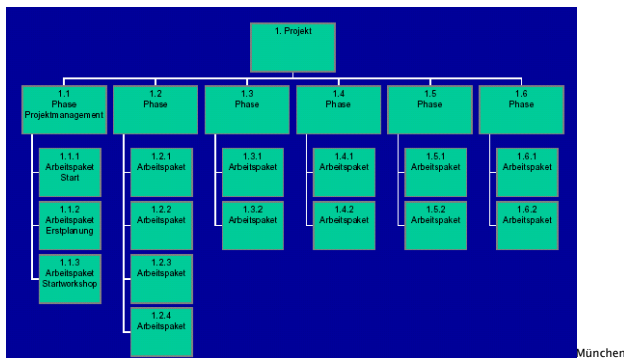 1. Projekt
1.1
Phase
Projektmanagement
1.2
Phase
1.3
Phase
1.4
Phase
1.5
Phase
1.6
Phase
1.1.1
Arbeitspaket
Start
1.2.1
Arbeitspaket
1.3.1
Arbeitspaket
1.4.1
Arbeitspaket
1.5.1
Arbeitspaket
1.6.1
Arbeitspaket
1.1.2
Arbeitspaket
Erstplanung
1.2.2
Arbeitspaket
1.3.2
Arbeitspaket
1.4.2
Arbeitspaket
1.5.2
Arbeitspaket
1.6.2
Arbeitspaket
1.1.3
Arbeitspaket
Startworkshop
1.2.3
Arbeitspaket
1.2.4
Arbeitspaket
München